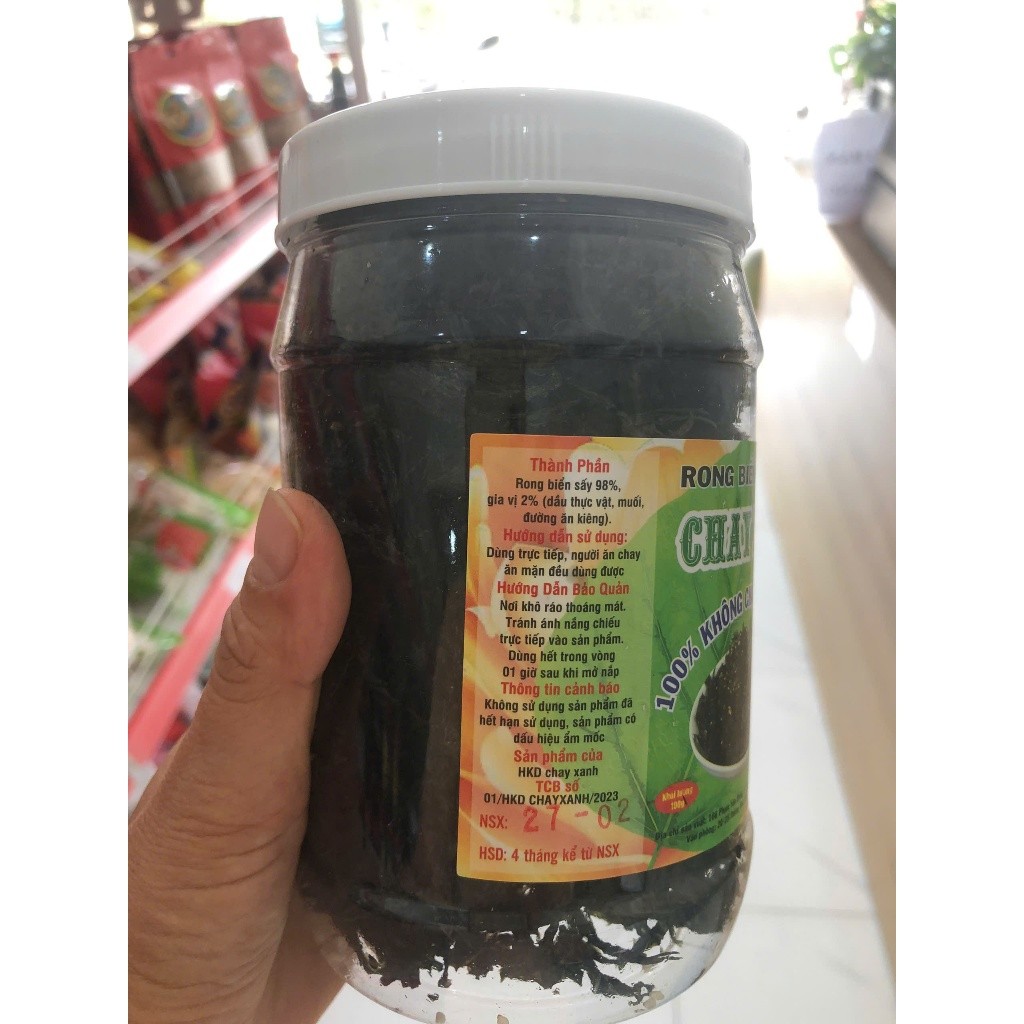 Thành Phần
Rong biển sấy 98%,
gia vị 2% (dầu thực vật, muối,
đường ăn kiêng).
Hướng dẫn sử dụng:
Dùng trực tiếp, người ăn chay
ăn mặn đều dùng được
Hướng Dẫn Bảo Quản
Nơi khô ráo thoáng mát.
Tránh ánh nắng chiếu
trực tiếp vào sản phẩm.
Dùng hết trong vòng
01 giờ sau khi mở nắp
Thông tin cảnh báo
Không sử dụng sản phẩm đã
hết hạn sử dụng, sản phẩm có
dấu hiệu ẩm mốc
Sản phẩm của
HKD chay xanh
TCB số
01/HKD CHAYXANH/2023
NSX: 27-02
HSD: 4 tháng kể từ NSX
RONG BIỂ
CHAY
100% KHÔNG
Khối lượng